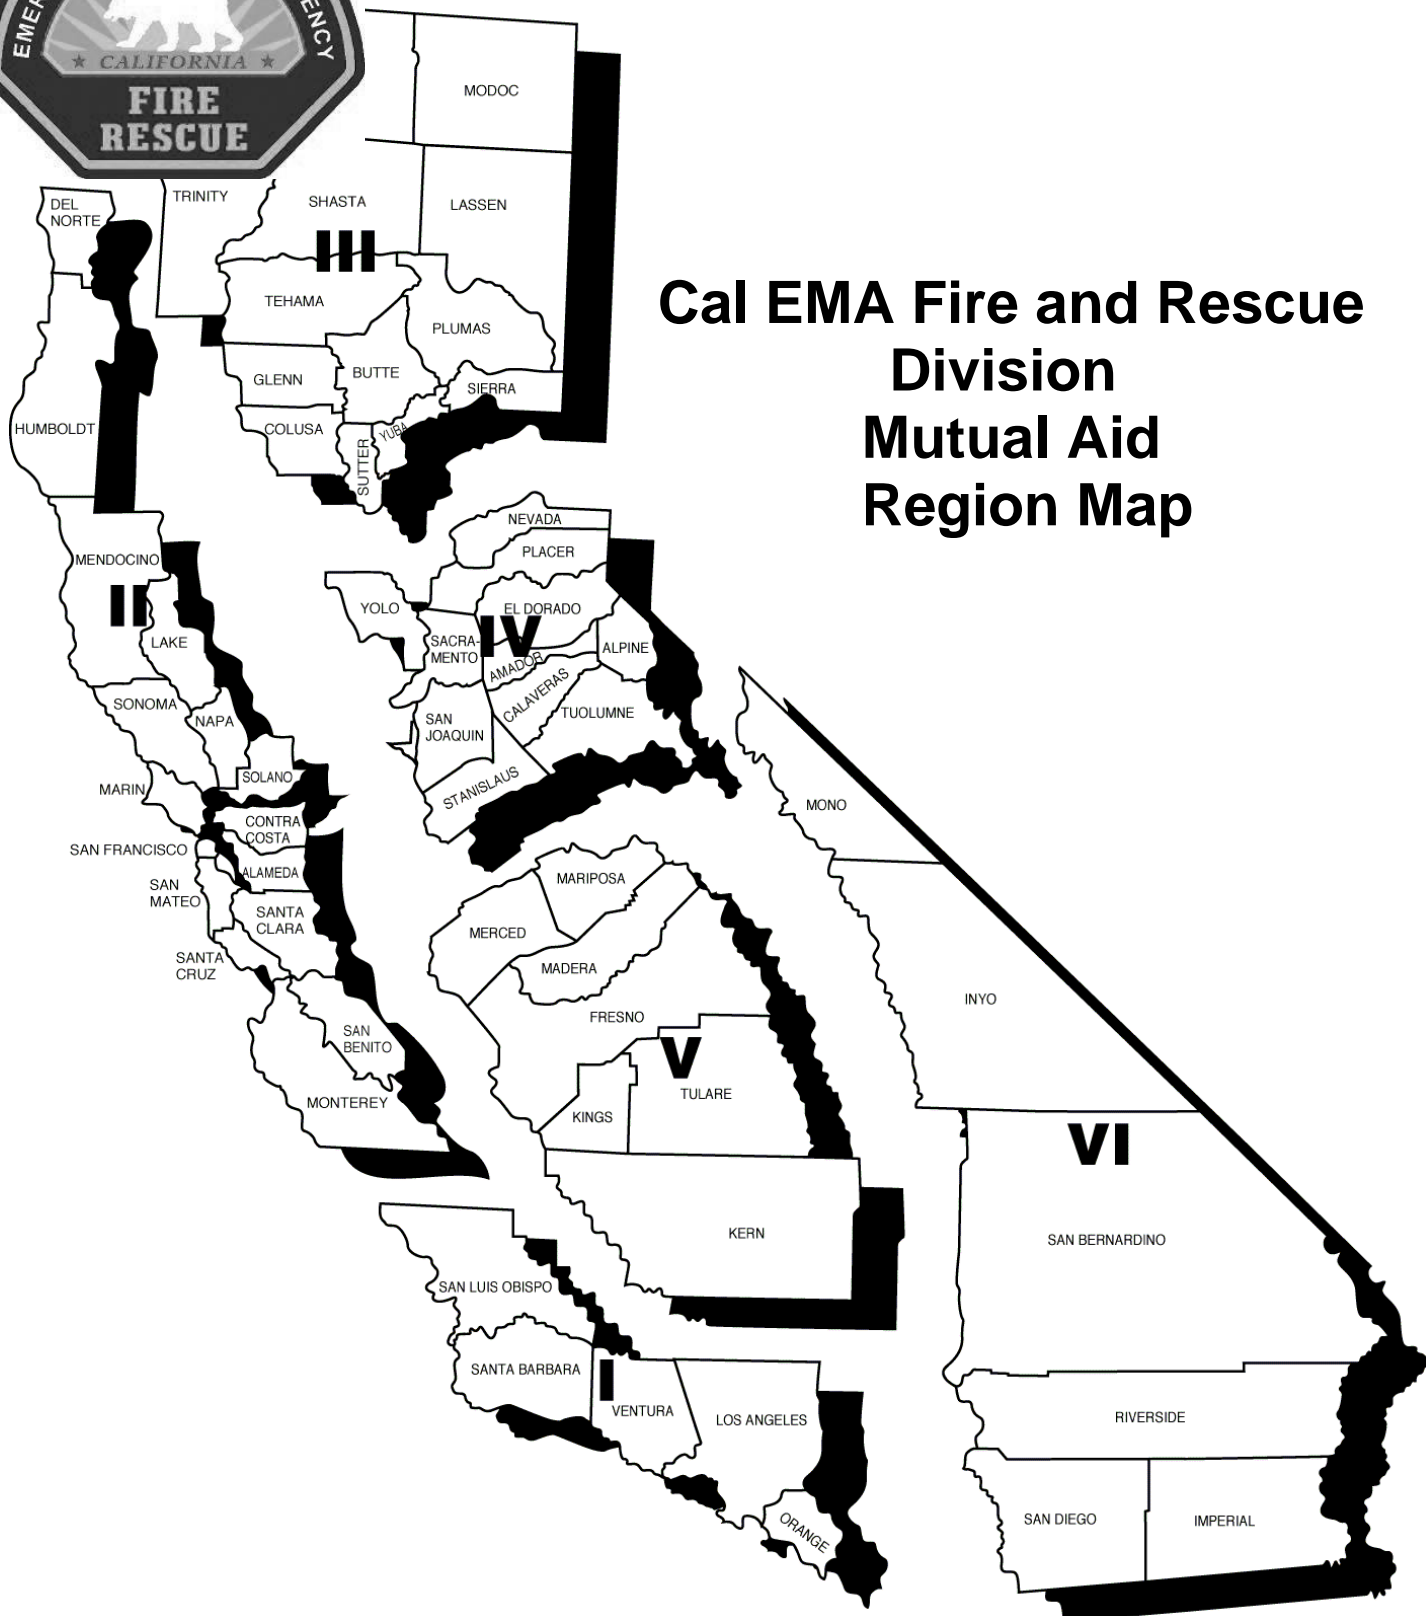 CALIFORNIA
FIRE
RESCUE
MODOC
TRINITY
SHASTA
LASSEN
DEL
NORTE
III
TEHAMA
PLUMAS
GLENN
BUTTE
SIERRA
HUMBOLDT
COLUSA
YUBA
SUTTER
Cal EMA Fire and Rescue
Division
Mutual Aid
Region Map
MENDOCINO
II
LAKE
SONOMA
NAPA
SOLANO
MARIN
CONTRA
COSTA
SAN FRANCISCO
ALAMEDA
SAN
MATEO
SANTA
CLARA
SANTA
CRUZ
SAN
BENITO
MONTEREY
NEVADA
PLACER
YOLO
EL DORADO
IV
SACRA-
MENTO
AMADOR
ALPINE
CALAVERAS
SAN
JOAQUIN
TUOLUMNE
STANISLAUS
MARIPOSA
MERCED
MADERA
FRESNO
V
TULARE
KINGS
KERN
MONO
INYO
VI
SAN BERNARDINO
RIVERSIDE
SAN DIEGO
IMPERIAL
SAN LUIS OBISPO
SANTA BARBARA
I
VENTURA
LOS ANGELES
ORANGE